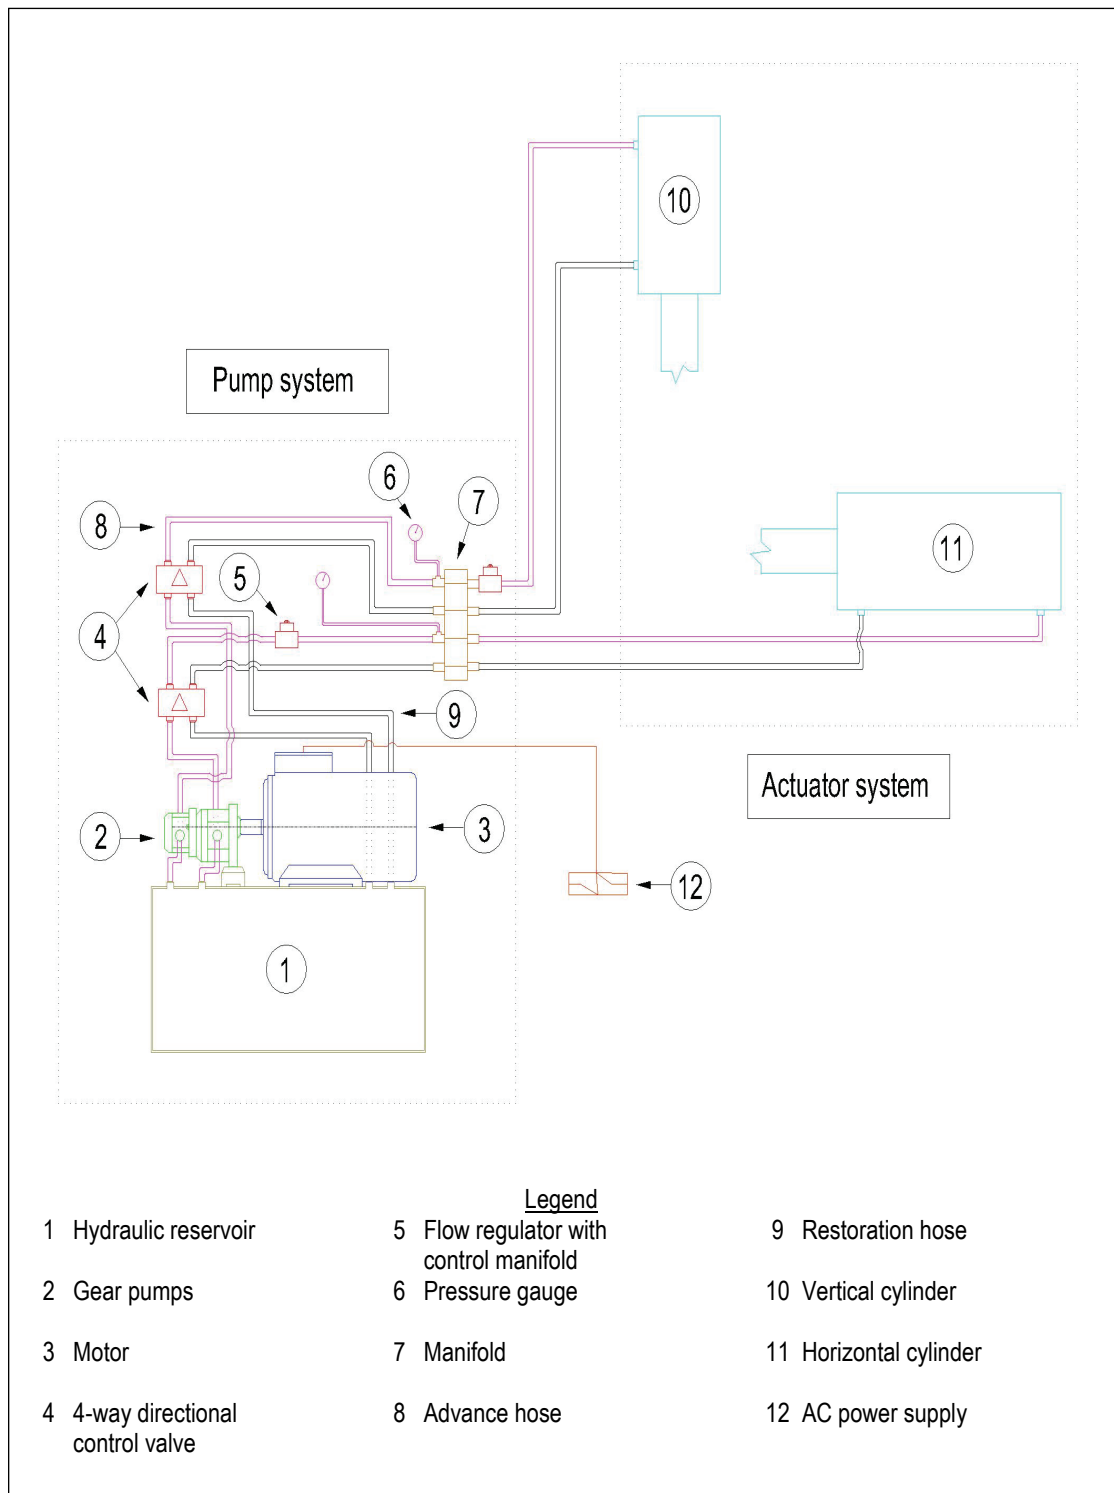 10
Pump system
6
7
8
11
5
4
9
Actuator system
2
3
12
1
Legend
1 Hydraulic reservoir
2 Gear pumps
3 Motor
4 4-way directional
control valve
5 Flow regulator with
control manifold
6 Pressure gauge
7 Manifold
8 Advance hose
9 Restoration hose
10 Vertical cylinder
11 Horizontal cylinder
12 AC power supply